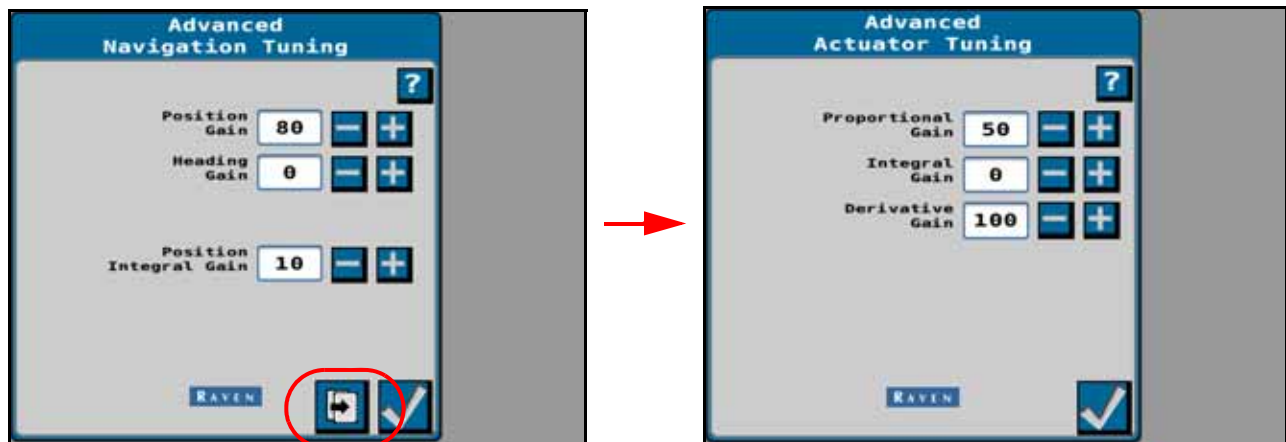 Advanced
Navigation Tuning
?
Position
Gain
80
Heading
Gain
0
Position
Integral Gain
10
RAVEN
Advanced
Actuator Tuning
?
Proportional
Gain
50
Integral
Gain
0
Derivative
Gain
100
RAVEN